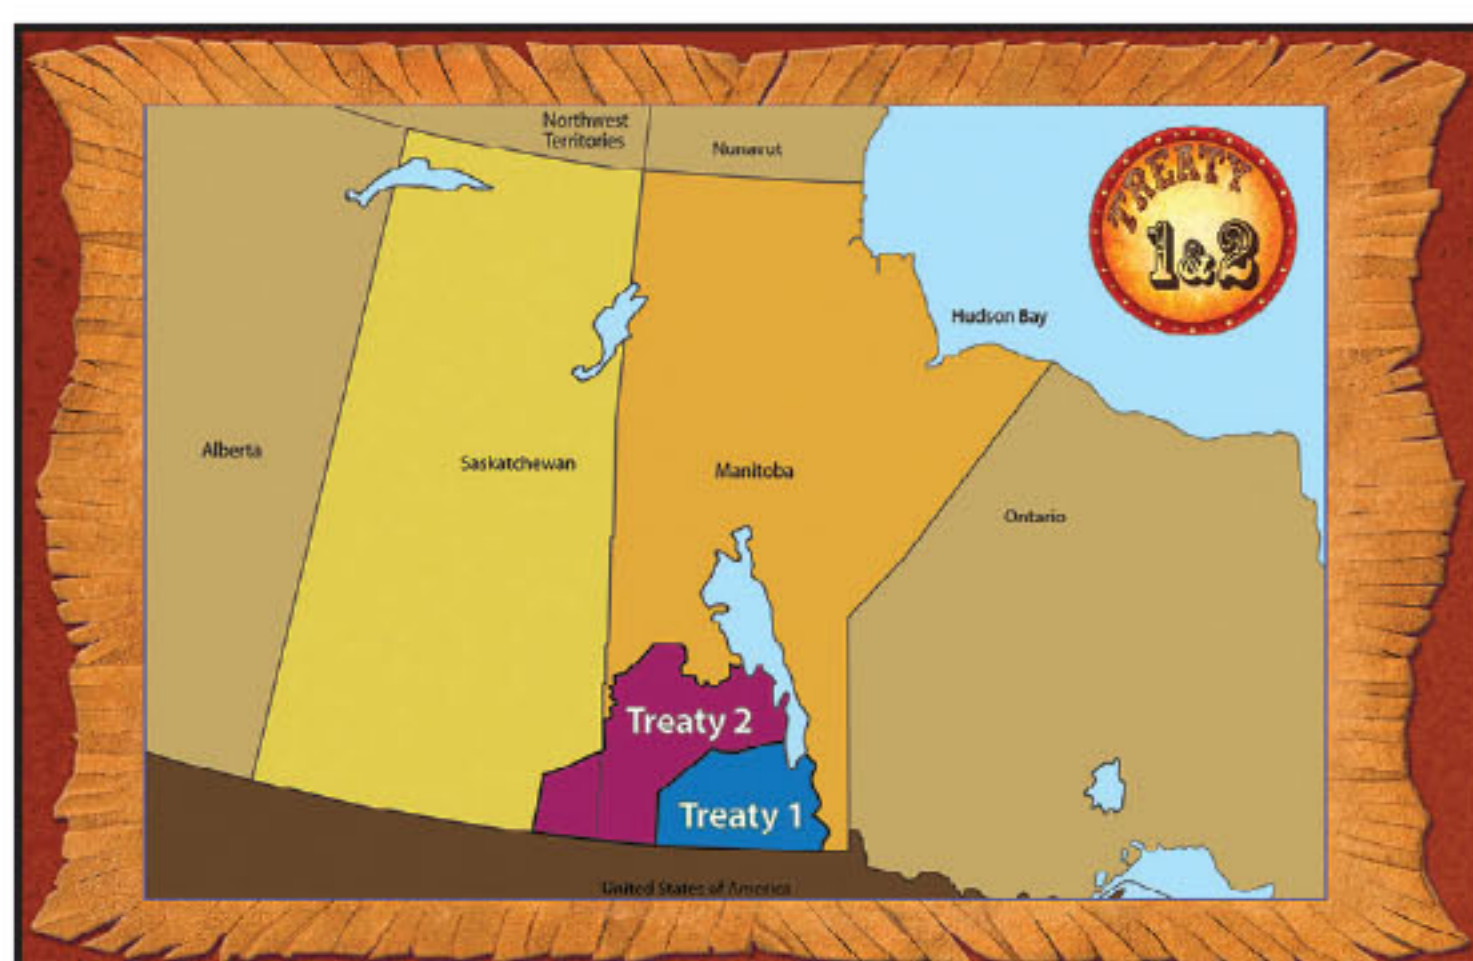 Northwest
Territories
Nunavut
TREATY
1&2
Hudson Bay
Alberta
Saskatchewan
Manitoba
Ontario
Treaty 2
Treaty 1
United States of America